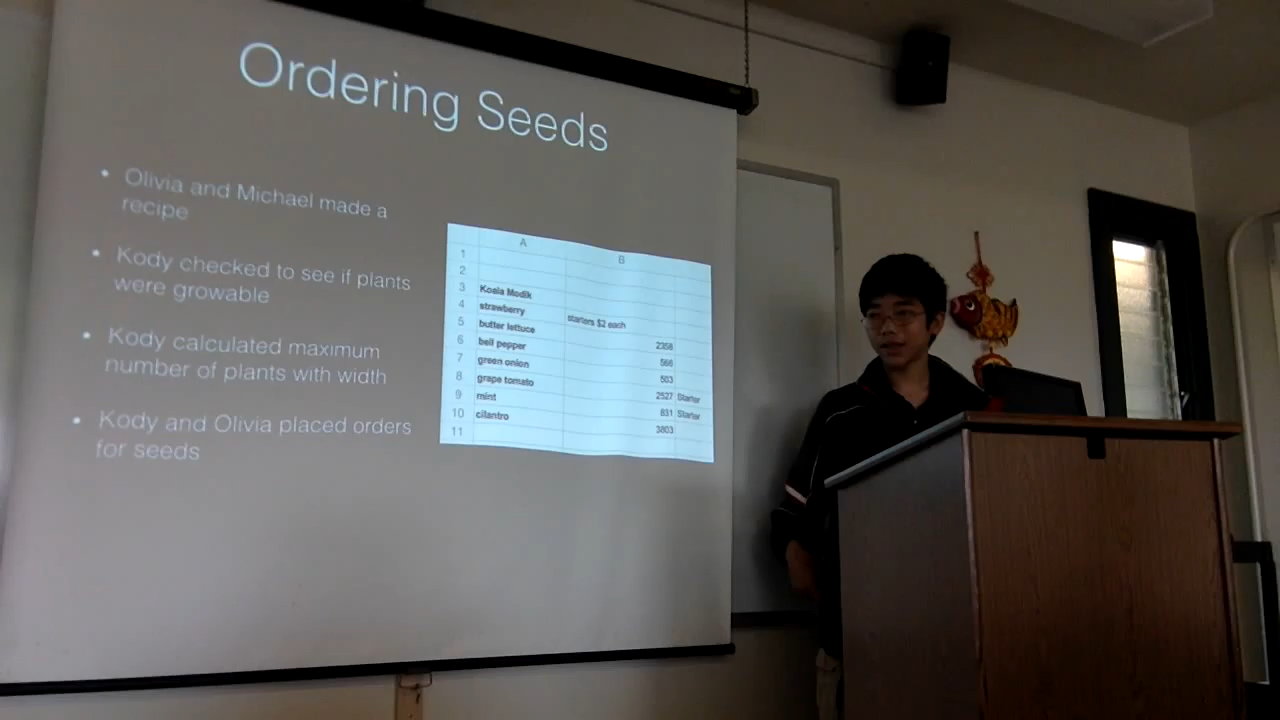 Ordering Seeds
• Olivia and Michael made a
recipe
• Kody checked to see if plants
were growable
• Kody calculated maximum
number of plants with width
• Kody and Olivia placed orders
for seeds
A B
1
2
3 Koala Modik
4 strawberry starters $2 each
5 butter lettuce 2358
6 bell pepper 566
7 green onion 503
8 grape tomato 2527 Starter
9 mint 831 Starter
10 cilantro 3803
11